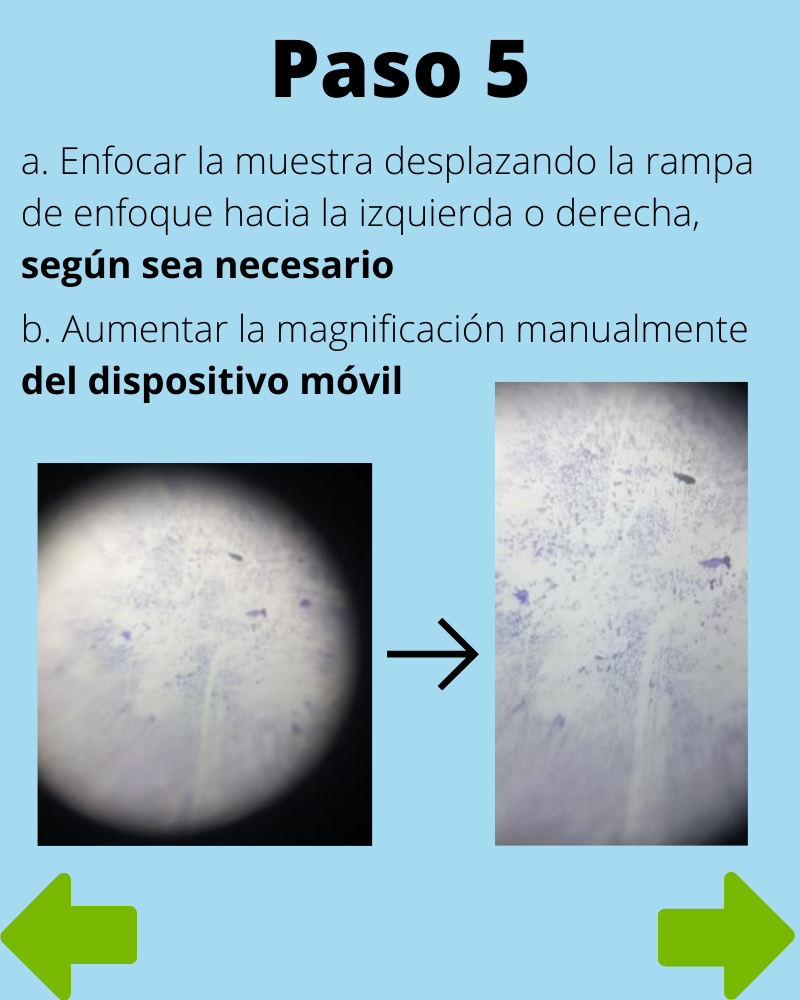 Paso 5
a. Enfocar la muestra desplazando la rampa
de enfoque hacia la izquierda o derecha,
según sea necesario
b. Aumentar la magnificación manualmente
del dispositivo móvil